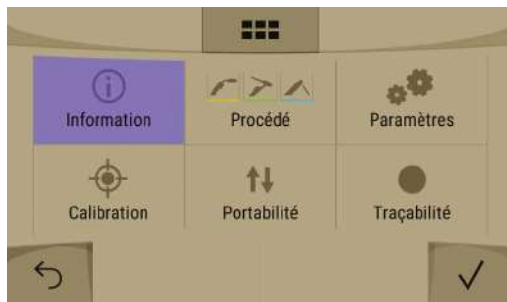 Information
Procédé
Paramètres
Calibration
Portabilité
Traçabilité